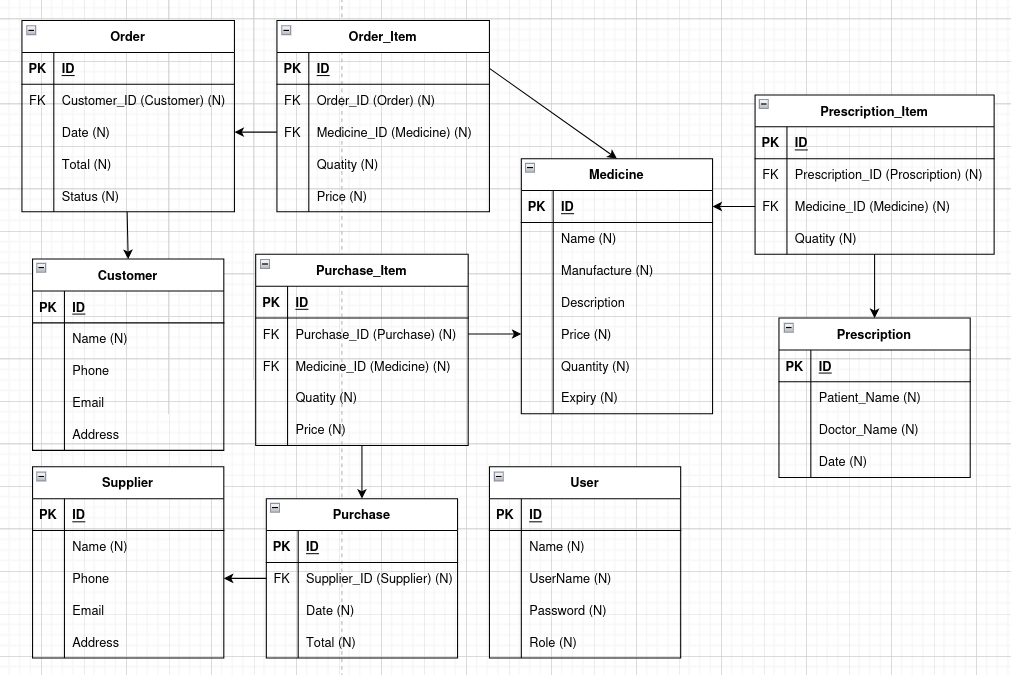 Order
PK ID
FK Customer_ID (Customer) (N)
Date (N)
Total (N)
Status (N)
Order_Item
PK ID
FK Order_ID (Order) (N)
FK Medicine_ID (Medicine) (N)
Quatity (N)
Price (N)
Prescription_Item
PK ID
FK Prescription_ID (Proscription) (N)
FK Medicine_ID (Medicine) (N)
Quatity (N)
Medicine
PK ID
Name (N)
Manufacture (N)
Description
Price (N)
Quantity (N)
Expiry (N)
Customer
PK ID
Name (N)
Phone
Email
Address
Purchase_Item
PK ID
FK Purchase_ID (Purchase) (N)
FK Medicine_ID (Medicine) (N)
Quatity (N)
Price (N)
Prescription
PK ID
Patient_Name (N)
Doctor_Name (N)
Date (N)
Supplier
PK ID
Name (N)
Phone
Email
Address
Purchase
PK ID
FK Supplier_ID (Supplier) (N)
Date (N)
Total (N)
User
PK ID
Name (N)
UserName (N)
Password (N)
Role (N)